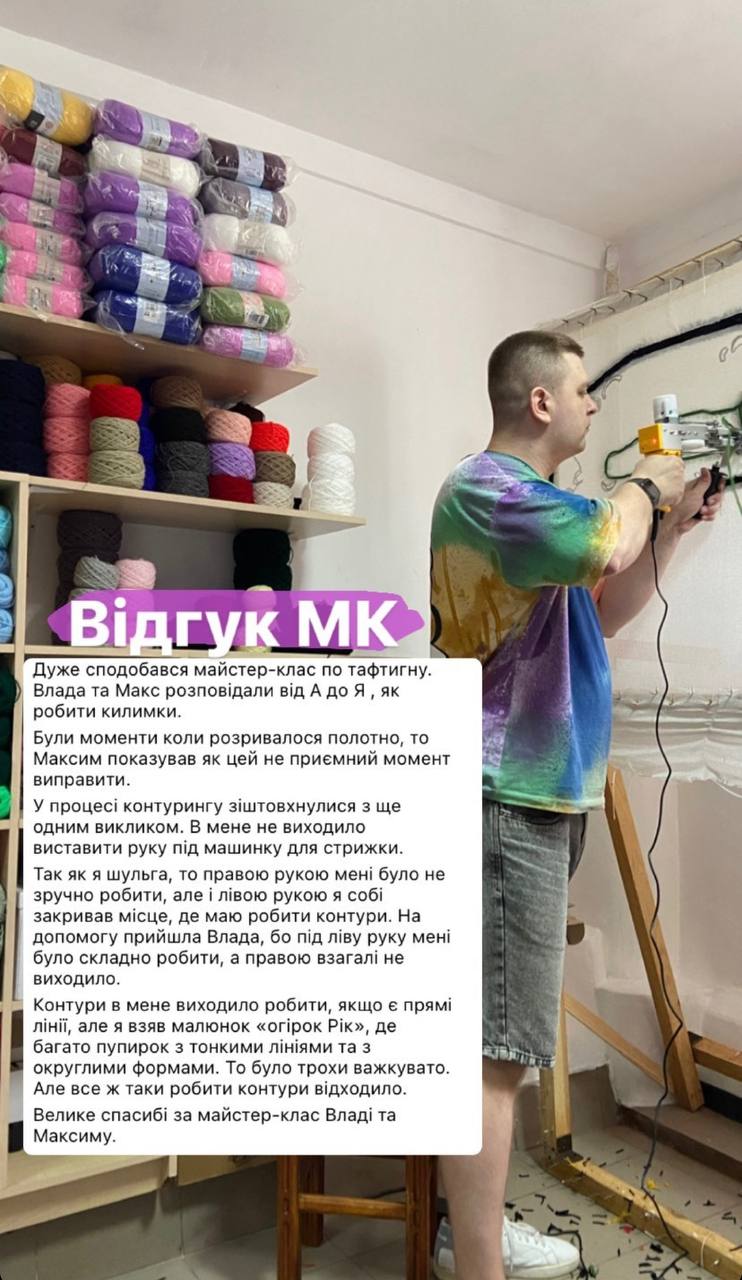 Відгук МК
Дуже сподобався майстер-клас по тафтигну.
Влада та Макс розповідали від А до Я , як
робити килимки.
Були моменти коли розривалося полотно, то
Максим показував як цей не приємний момент
виправити.
У процесі контурингу зіштовхнулися з ще
одним викликом. В мене не виходило
виставити руку під машинку для стрижки.
Так як я шульга, то правою рукою мені було не
зручно робити, але і лівою рукою я собі
закривав місце, де маю робити контури. На
допомогу прийшла Влада, бо під ліву руку мені
було складно робити, а правою взагалі не
виходило.
Контури в мене виходило робити, якщо є прямі
лінії, але я взяв малюнок «огірок Рік», де
багато пупирок з тонкими лініями та з
округлими формами. То було трохи важкувато.
Але все ж таки робити контури відходило.
Велике спасибі за майстер-клас Владі та
Максиму.